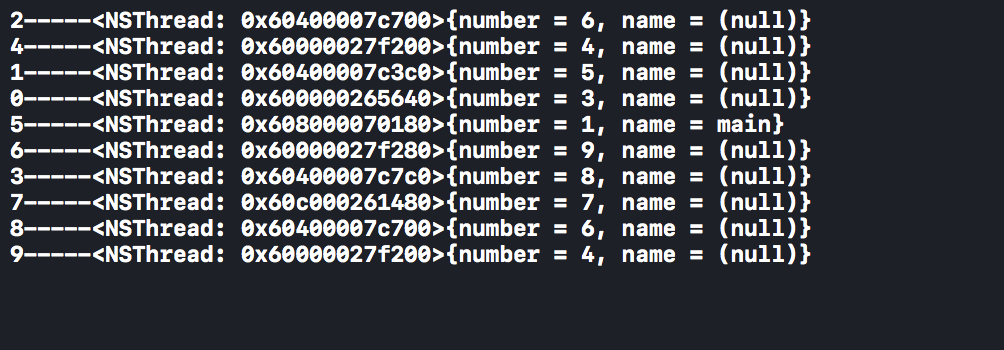 2-----<NSThread: 0x60400007c700>{number = 6, name = (null)}
4-----<NSThread: 0x60000027f200>{number = 4, name = (null)}
1-----<NSThread: 0x60400007c3c0>{number = 5, name = (null)}
0-----<NSThread: 0x600000265640>{number = 3, name = (null)}
5-----<NSThread: 0x608000070180>{number = 1, name = main}
6-----<NSThread: 0x60000027f280>{number = 9, name = (null)}
3-----<NSThread: 0x60400007c7c0>{number = 8, name = (null)}
7-----<NSThread: 0x60c000261480>{number = 7, name = (null)}
8-----<NSThread: 0x60400007c700>{number = 6, name = (null)}
9-----<NSThread: 0x60000027f200>{number = 4, name = (null)}